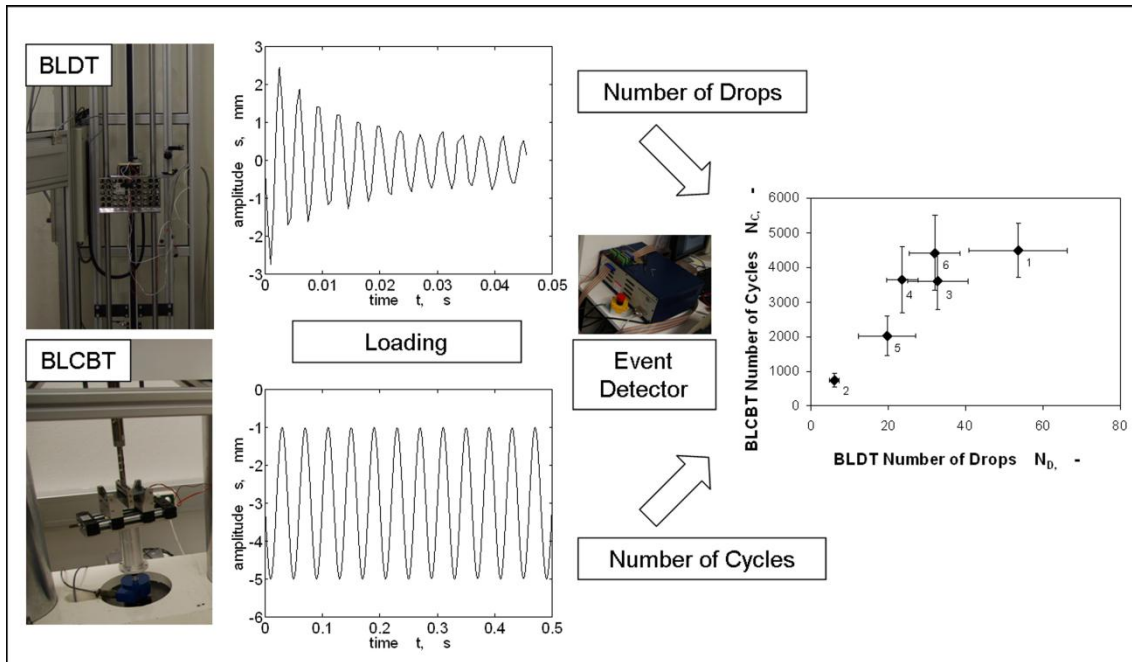 BLDT
3
2
1
0
-1
-2
-3
amplitude s, mm
0 0.01 0.02 0.03 0.04 0.05
time t, s
Number of Drops
Loading
Event
Detector
BLCBT
0
-1
-2
-3
-4
-5
-6
amplitude s, mm
0 0.1 0.2 0.3 0.4 0.5
time t, s
Number of Cycles
BLCBT Number of Cycles N_C, -
6000
5000
4000
3000
2000
1000
0
6
1
4
3
5
2
0 20 40 60 80
BLDT Number of Drops N_D, -